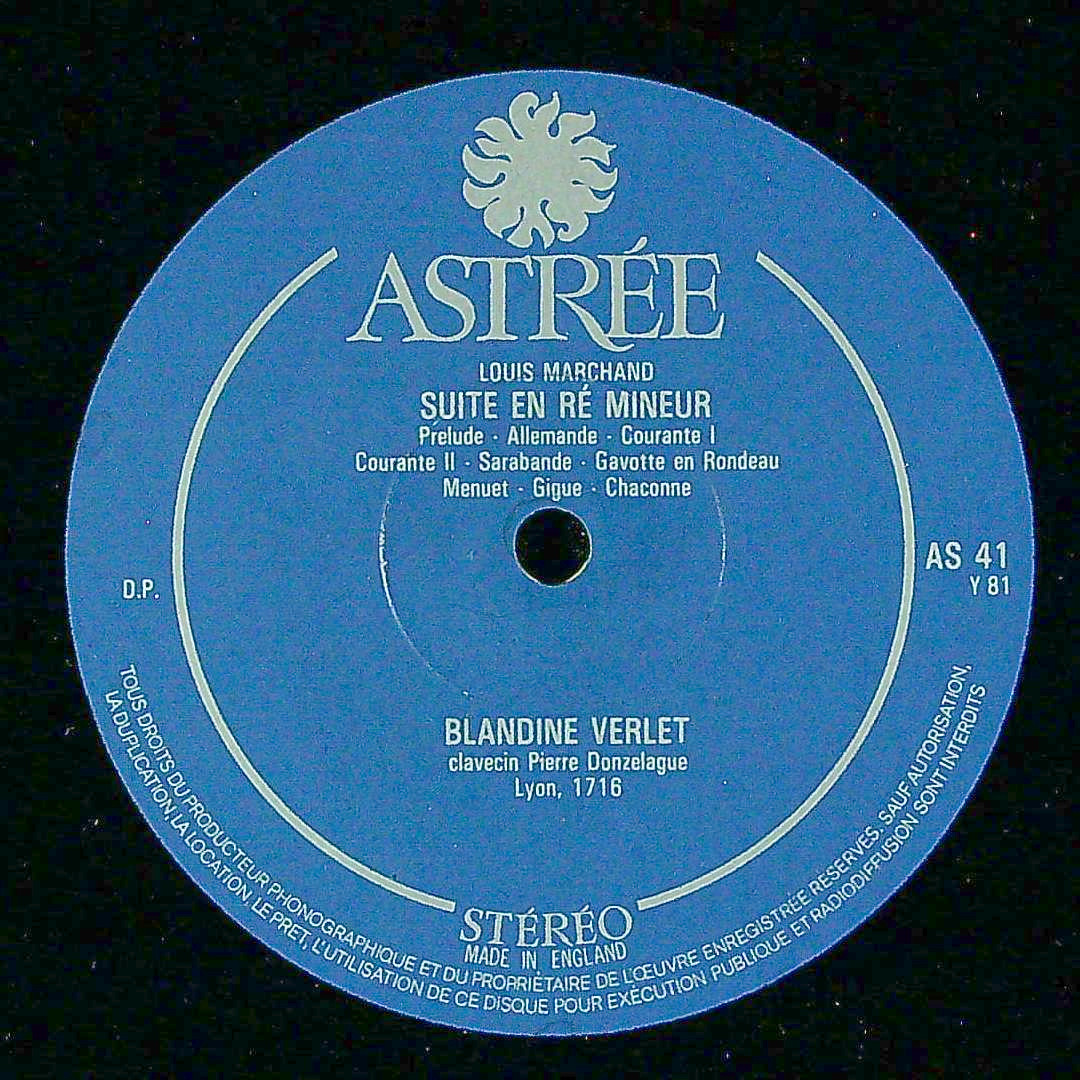 ASTRÉE
LOUIS MARCHAND
SUITE EN RÉ MINEUR
Prélude · Allemande · Courante I
Courante II · Sarabande · Gavotte en Rondeau
Menuet · Gigue · Chaconne
AS 41
Y 81
D.P.
BLANDINE VERLET
clavecin Pierre Donzelague
Lyon, 1716
STÉRÉO
MADE IN ENGLAND
TOUS DROITS DU PRODUCTEUR PHONOGRAPHIQUE ET DU PROPRIÉTAIRE DE L'ŒUVRE ENREGISTRÉE RESERVES. SAUF AUTORISATION,
LA DUPLICATION, LA LOCATION, LE PRET, L'UTILISATION DE CE DISQUE POUR EXÉCUTION PUBLIQUE ET RADIODIFFUSION SONT INTERDITS